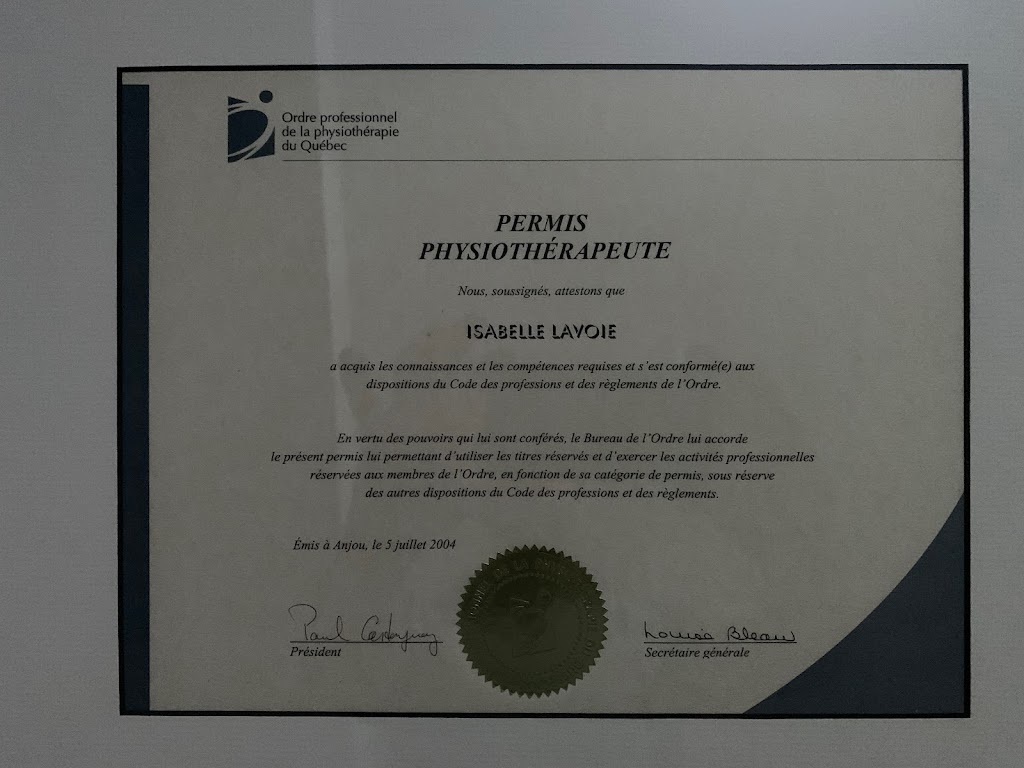 Ordre professionnel
de la physiothérapie
du Québec
PERMIS
PHYSIOTHÉRAPEUTE
Nous, soussignés, attestons que
ISABELLE LAVOIE
a acquis les connaissances et les compétences requises et s'est conformé(e) aux
dispositions du Code des professions et des règlements de l'Ordre.
En vertu des pouvoirs qui lui sont conférés, le Bureau de l'Ordre lui accorde
le présent permis lui permettant d'utiliser les titres réservés et d'exercer les activités professionnelles
réservées aux membres de l'Ordre, en fonction de sa catégorie de permis, sous réserve
des autres dispositions du Code des professions et des règlements.
Émis à Anjou, le 5 juillet 2004
Paul
Président
Louise Bleau
Secrétaire générale